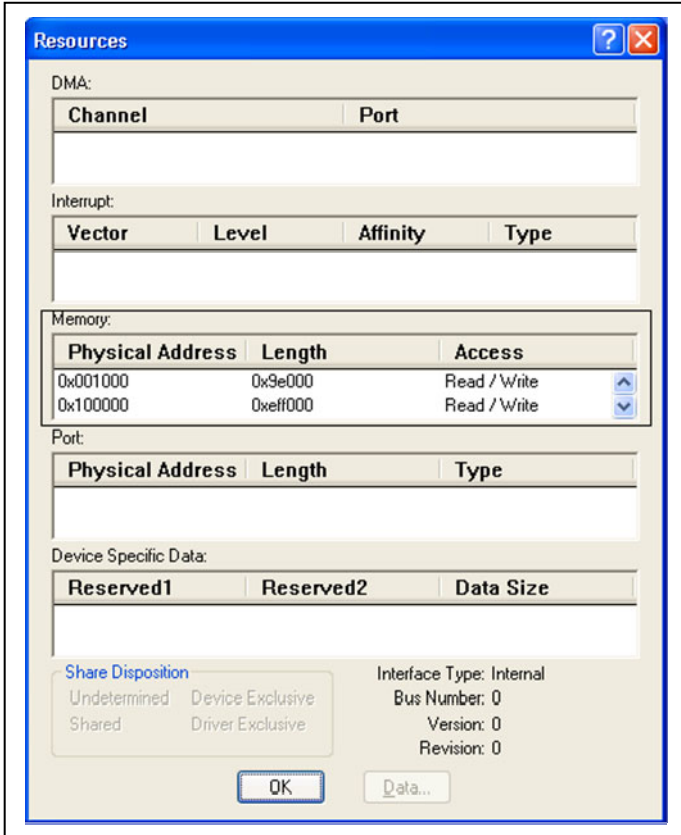 Resources
DMA:
Channel Port
Interrupt:
Vector Level Affinity Type
Memory:
Physical Address Length Access
0x001000 0x9e000 Read / Write
0x100000 0xeff000 Read / Write
Port:
Physical Address Length Type
Device Specific Data:
Reserved1 Reserved2 Data Size
Share Disposition
Undetermined Device Exclusive
Shared Driver Exclusive
Interface Type: Internal
Bus Number: 0
Version: 0
Revision: 0
OK Data...